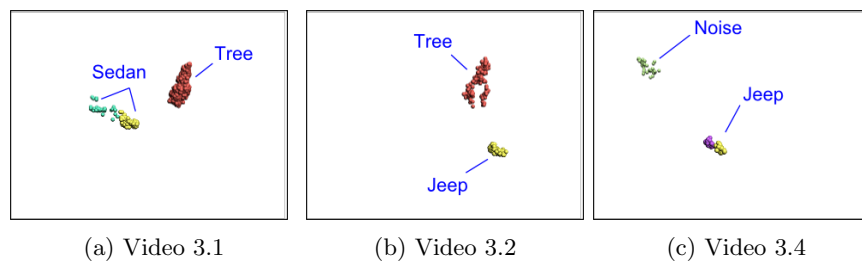 Sedan
Tree
Tree
Jeep
Noise
Jeep
(a) Video 3.1
(b) Video 3.2
(c) Video 3.4